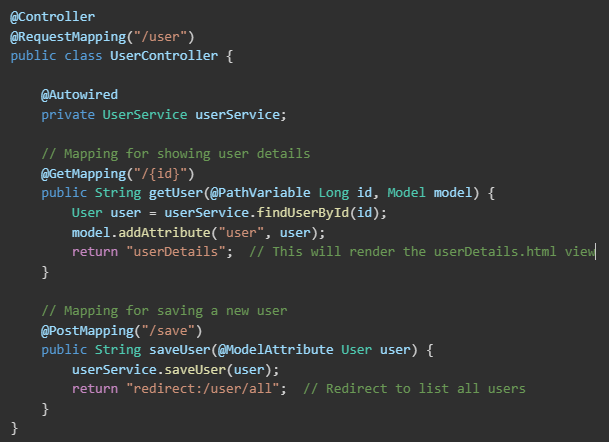 @Controller
@RequestMapping("/user")
public class UserController {

    @Autowired
    private UserService userService;

    // Mapping for showing user details
    @GetMapping("/{id}")
    public String getUser(@PathVariable Long id, Model model) {
        User user = userService.findUserById(id);
        model.addAttribute("user", user);
        return "userDetails";  // This will render the userDetails.html view
    }

    // Mapping for saving a new user
    @PostMapping("/save")
    public String saveUser(@ModelAttribute User user) {
        userService.saveUser(user);
        return "redirect:/user/all";  // Redirect to list all users
    }
}